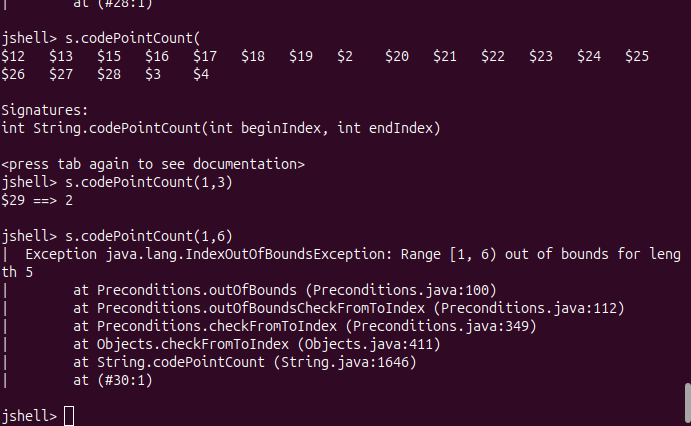 |        at (#28:1)
jshell> s.codePointCount(
$12   $13   $15   $16   $17   $18   $19   $2    $20   $21   $22   $23   $24   $25
$26   $27   $28   $3    $4
Signatures:
int String.codePointCount(int beginIndex, int endIndex)
<press tab again to see documentation>
jshell> s.codePointCount(1,3)
$29 ==> 2
jshell> s.codePointCount(1,6)
|  Exception java.lang.IndexOutOfBoundsException: Range [1, 6) out of bounds for leng
th 5
|        at Preconditions.outOfBounds (Preconditions.java:100)
|        at Preconditions.outOfBoundsCheckFromToIndex (Preconditions.java:112)
|        at Preconditions.checkFromToIndex (Preconditions.java:349)
|        at Objects.checkFromToIndex (Objects.java:411)
|        at String.codePointCount (String.java:1646)
|        at (#30:1)
jshell>